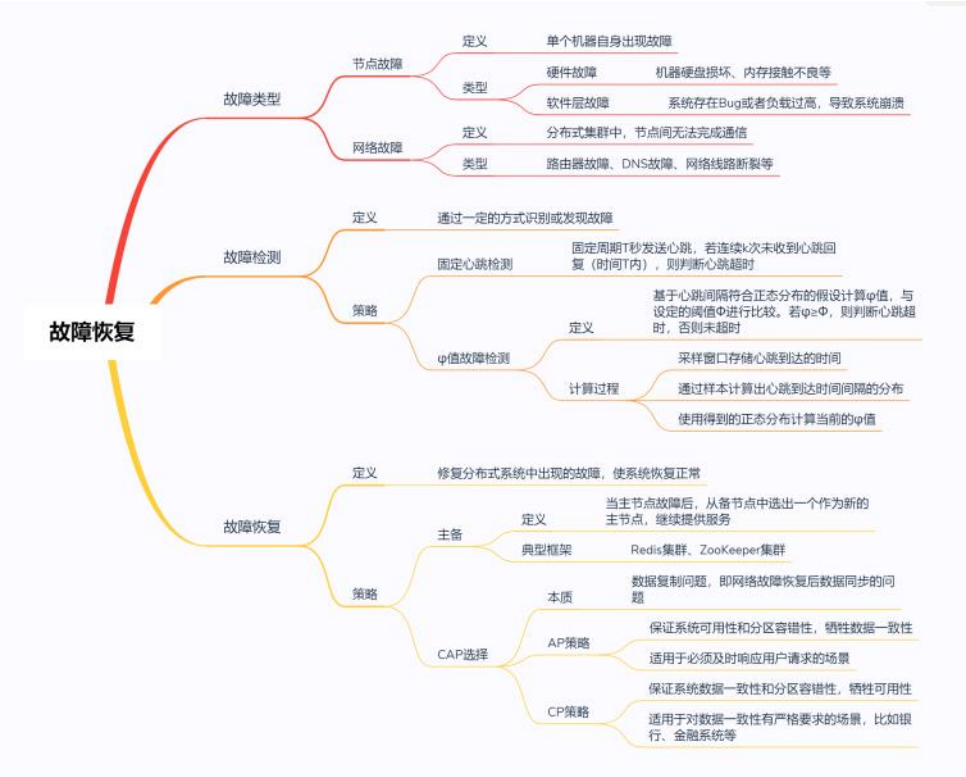 故障恢复
故障类型
节点故障
定义
单个机器自身出现故障
类型
硬件故障
机器硬盘损坏、内存接触不良等
软件层故障
系统存在Bug或者负载过高，导致系统崩溃
网络故障
定义
分布式集群中，节点间无法完成通信
类型
路由器故障、DNS故障、网络线路断裂等
故障检测
定义
通过一定的方式识别或发现故障
策略
固定心跳检测
固定周期T秒发送心跳，若连续k次未收到心跳回
复（时间T内），则判断心跳超时
φ值故障检测
定义
基于心跳间隔符合正态分布的假设计算φ值，与
设定的阈值Φ进行比较。若φ≥Φ，则判断心跳超
时，否则未超时
计算过程
采样窗口存储心跳到达的时间
通过样本计算出心跳到达时间间隔的分布
使用得到的正态分布计算当前的φ值
故障恢复
定义
修复分布式系统中出现的故障，使系统恢复正常
策略
主备
定义
当主节点故障后，从备节点中选出一个作为新的
主节点，继续提供服务
典型框架
Redis集群、ZooKeeper集群
CAP选择
本质
数据复制问题，即网络故障恢复后数据同步的问
题
AP策略
保证系统可用性和分区容错性，牺牲数据一致性
适用于必须及时响应用户请求的场景
CP策略
保证系统数据一致性和分区容错性，牺牲可用性
适用于对数据一致性有严格要求的场景，比如银
行、金融系统等